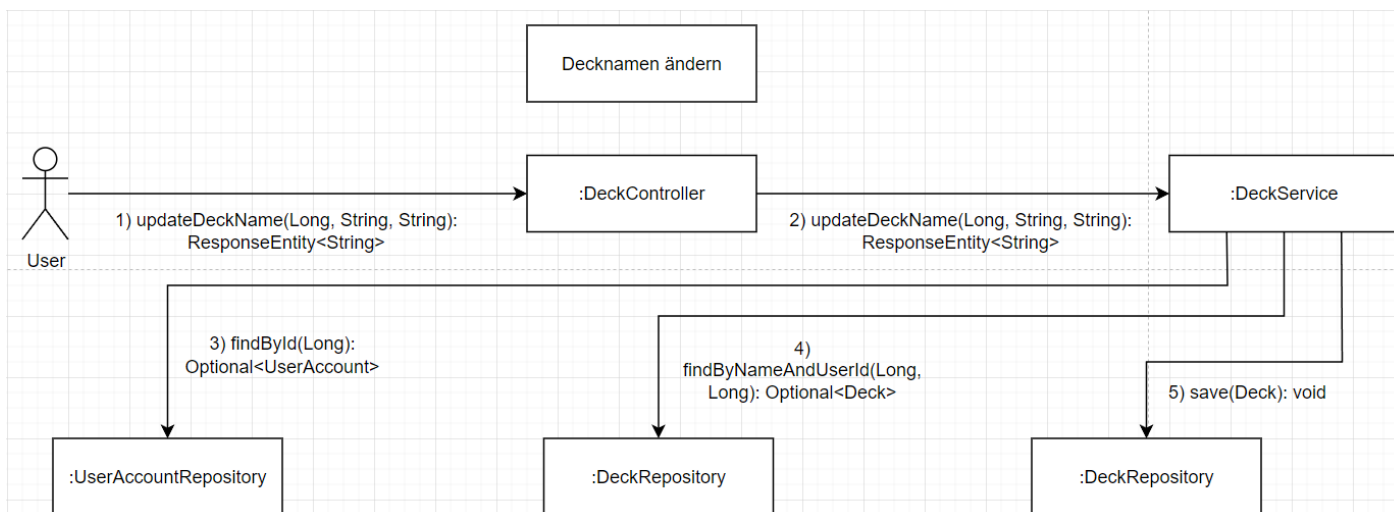 Decknamen ändern
:DeckController
:DeckService
1) updateDeckName(Long, String, String):
ResponseEntity<String>
2) updateDeckName(Long, String, String):
ResponseEntity<String>
User
3) findById(Long):
Optional<UserAccount>
4)
findByNameAndUserId(Long,
Long): Optional<Deck>
5) save(Deck): void
:UserAccountRepository
:DeckRepository
:DeckRepository